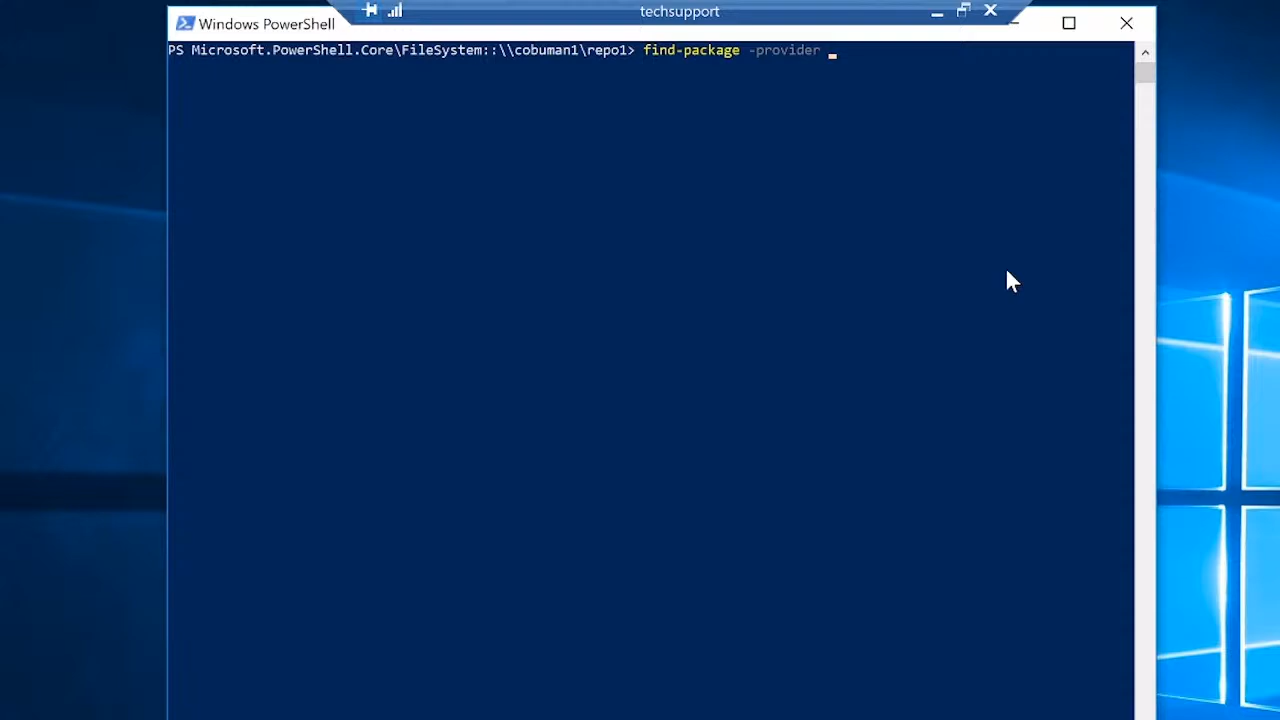 techsupport
Windows PowerShell
PS Microsoft.PowerShell.Core\FileSystem::\\cobuman1\repo1> find-package -provider